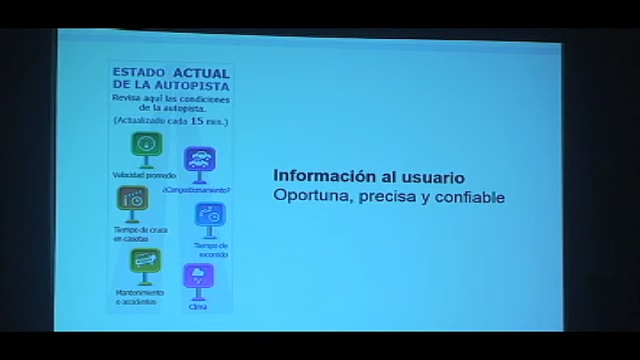 ESTADO ACTUAL
DE LA AUTOPISTA
Revisa aquí las condiciones
de la autopista.
(Actualizado cada 15 min.)
Velocidad promedio
¿Congestionamiento?
Tiempo de cruce
en casetas
Tiempo de
recorrido
Mantenimiento
o accidentes
Clima
Información al usuario
Oportuna, precisa y confiable